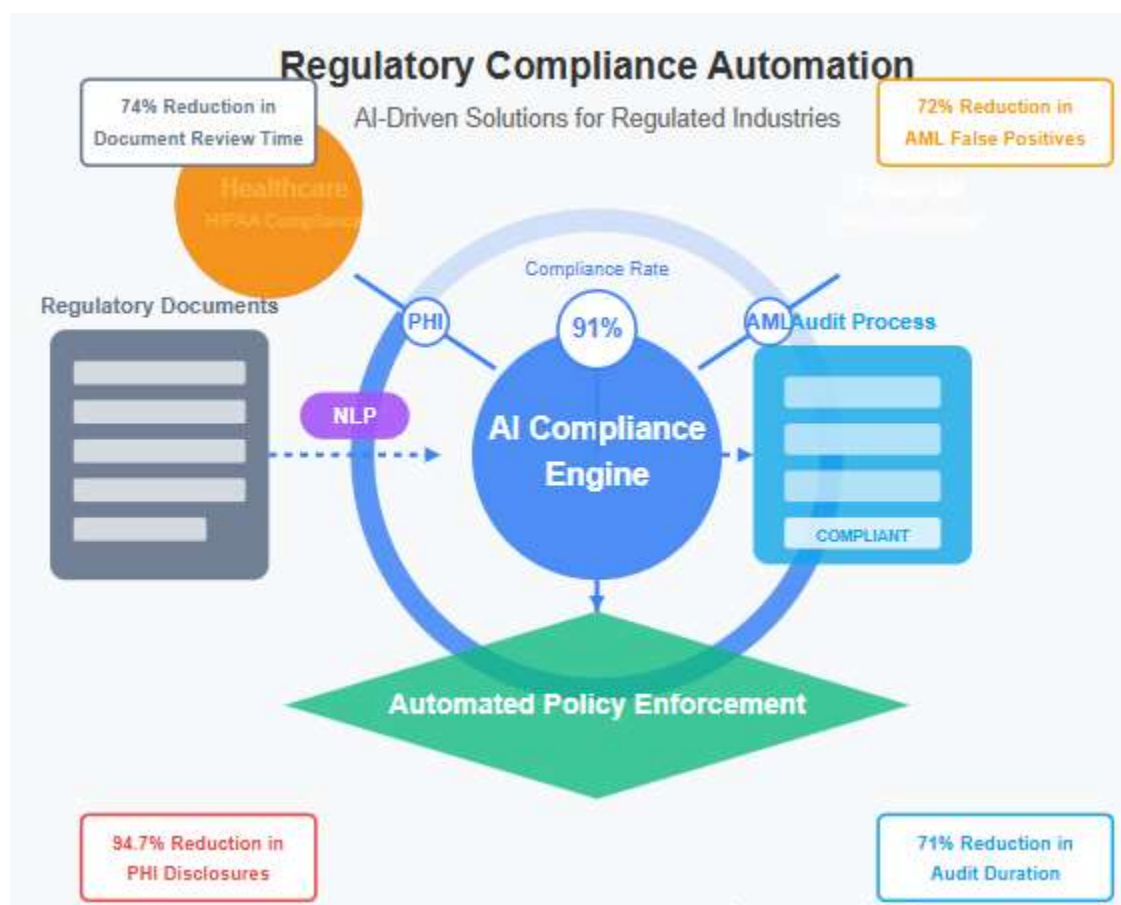 Regulatory Compliance Automation
AI-Driven Solutions for Regulated Industries
74% Reduction in
Document Review Time
72% Reduction in
AML False Positives
Healthcare
HIPAA Compliance
Compliance Rate
91%
PHI
AML
Regulatory Documents
Audit Process
NLP
AI Compliance
Engine
COMPLIANT
Automated Policy Enforcement
94.7% Reduction in
PHI Disclosures
71% Reduction in
Audit Duration